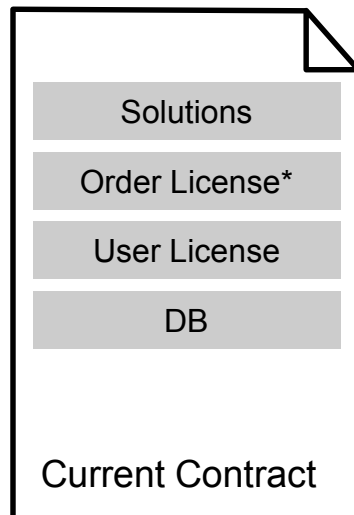 Solutions
Order License*
User License
DB
Current Contract